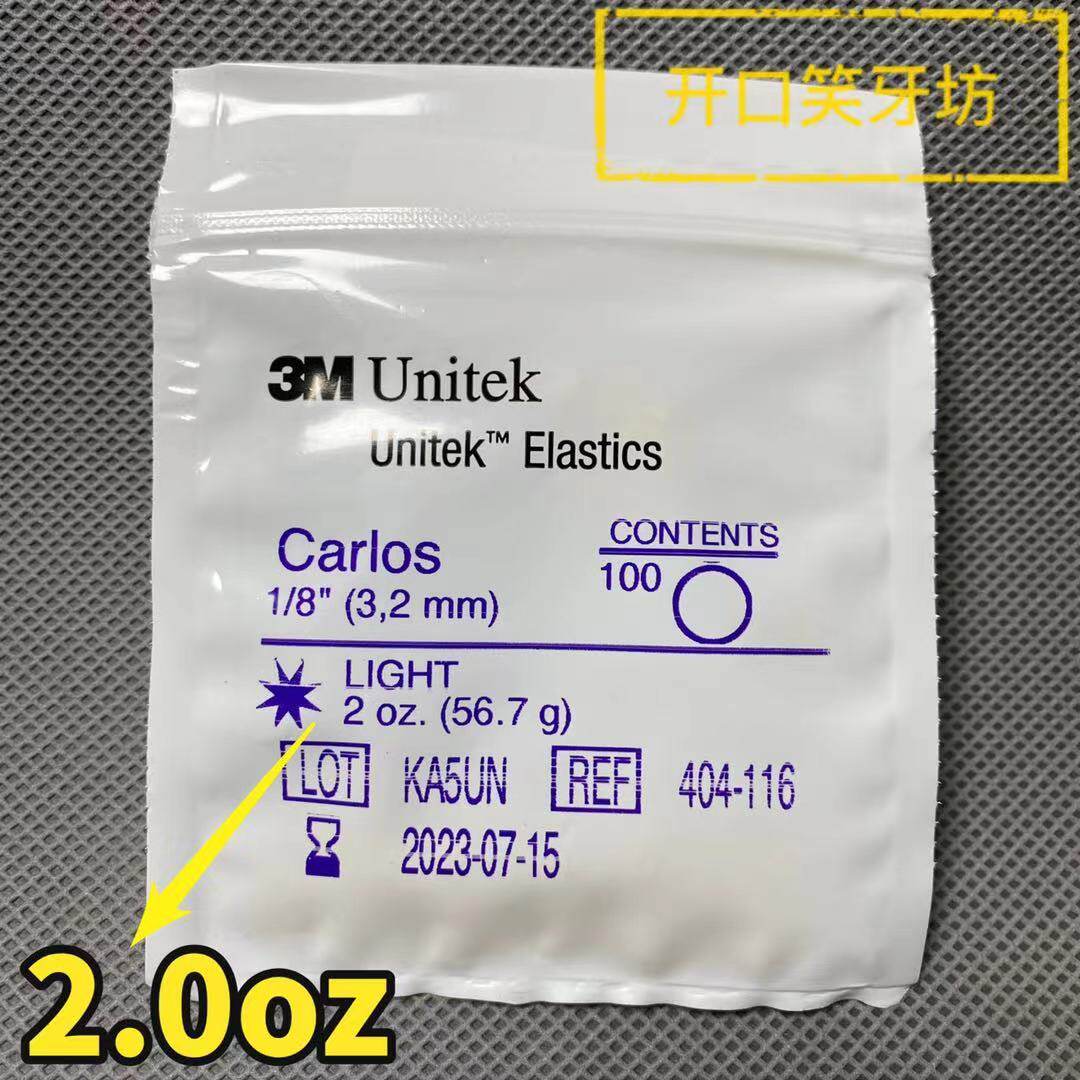 开口笑牙坊
3M Unitek
Unitek™ Elastics
Carlos
1/8" (3,2 mm)
CONTENTS
100
LIGHT
2 oz. (56.7 g)
LOT KA5UN REF 404-116
2023-07-15
2.0oz